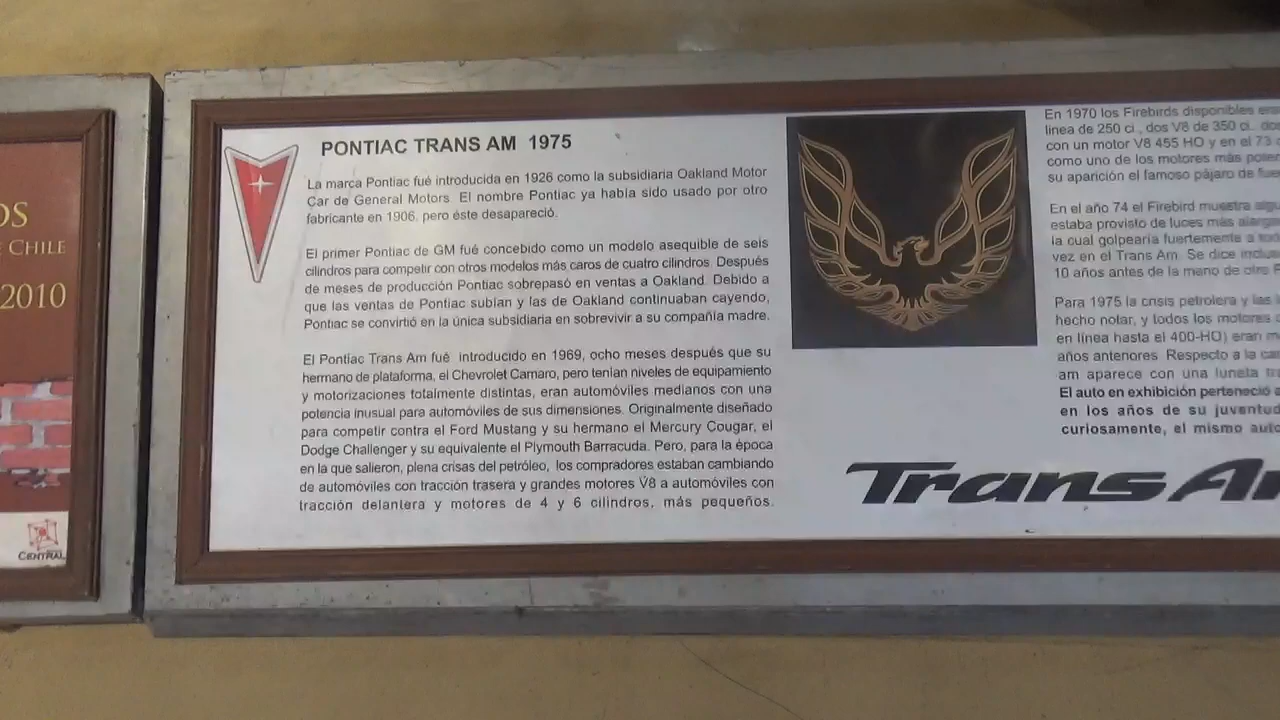 OS
E CHILE
2010
CENTRAL
PONTIAC TRANS AM 1975
La marca Pontiac fué introducida en 1926 como la subsidiaria Oakland Motor
Car de General Motors. El nombre Pontiac ya había sido usado por otro
fabricante en 1906, pero éste desapareció.
El primer Pontiac de GM fué concebido como un modelo asequible de seis
cilindros para competir con otros modelos más caros de cuatro cilindros. Después
de meses de producción Pontiac sobrepasó en ventas a Oakland. Debido a
que las ventas de Pontiac subían y las de Oakland continuaban cayendo,
Pontiac se convirtió en la única subsidiaria en sobrevivir a su compañía madre.
El Pontiac Trans Am fué introducido en 1969, ocho meses después que su
hermano de plataforma, el Chevrolet Camaro, pero tenían niveles de equipamiento
y motorizaciones totalmente distintas, eran automóviles medianos con una
potencia inusual para automóviles de sus dimensiones. Originalmente diseñado
para competir contra el Ford Mustang y su hermano el Mercury Cougar, el
Dodge Challenger y su equivalente el Plymouth Barracuda. Pero, para la época
en la que salieron, plena crisas del petróleo, los compradores estaban cambiando
de automóviles con tracción trasera y grandes motores V8 a automóviles con
tracción delantera y motores de 4 y 6 cilindros, más pequeños.
En 1970 los Firebirds disponibles
línea de 250 ci., dos V8 de 350 ci.
con un motor V8 455 HO y en el 73
como uno de los motores más
su aparición el famoso pájaro de
En el año 74 el Firebird muestra
estaba provisto de luces más
la cual golpearía fuertemente a
vez en el Trans Am. Se dice
10 años antes de la mano de otro
Para 1975 la crisis petrolera y las
hecho notar, y todos los motores
en línea hasta el 400-HO) eran
años anteriores. Respecto a la
am aparece con una luneta
El auto en exhibición perteneció
en los años de su juventud
curiosamente, el mismo auto
Trans A